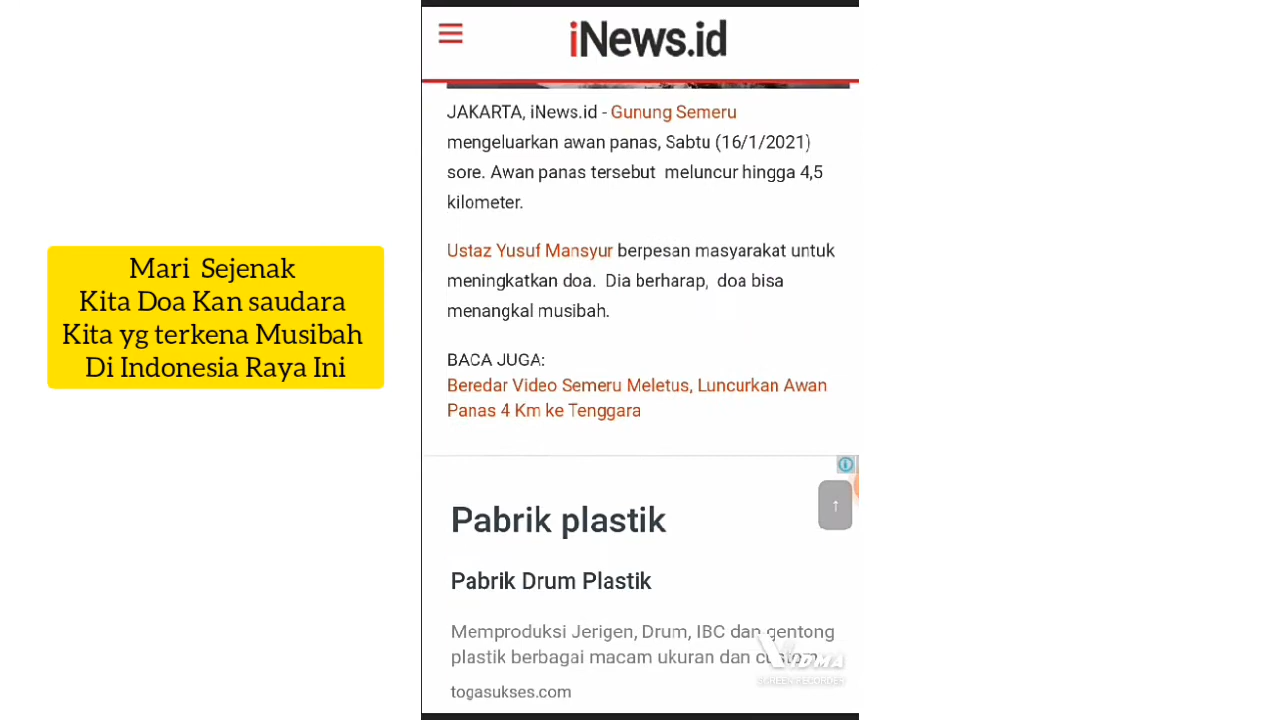 iNews.id
JAKARTA, iNews.id - Gunung Semeru
mengeluarkan awan panas, Sabtu (16/1/2021)
sore. Awan panas tersebut meluncur hingga 4,5
kilometer.
Ustaz Yusuf Mansyur berpesan masyarakat untuk
meningkatkan doa. Dia berharap, doa bisa
menangkal musibah.
BACA JUGA:
Beredar Video Semeru Meletus, Luncurkan Awan
Panas 4 Km ke Tenggara
Mari Sejenak
Kita Doa Kan saudara
Kita yg terkena Musibah
Di Indonesia Raya Ini
Pabrik plastik
Pabrik Drum Plastik
Memproduksi Jerigen, Drum, IBC dan gentong
plastik berbagai macam ukuran dan custom
togasukses.com
VIDMA
SCREEN RECORDER